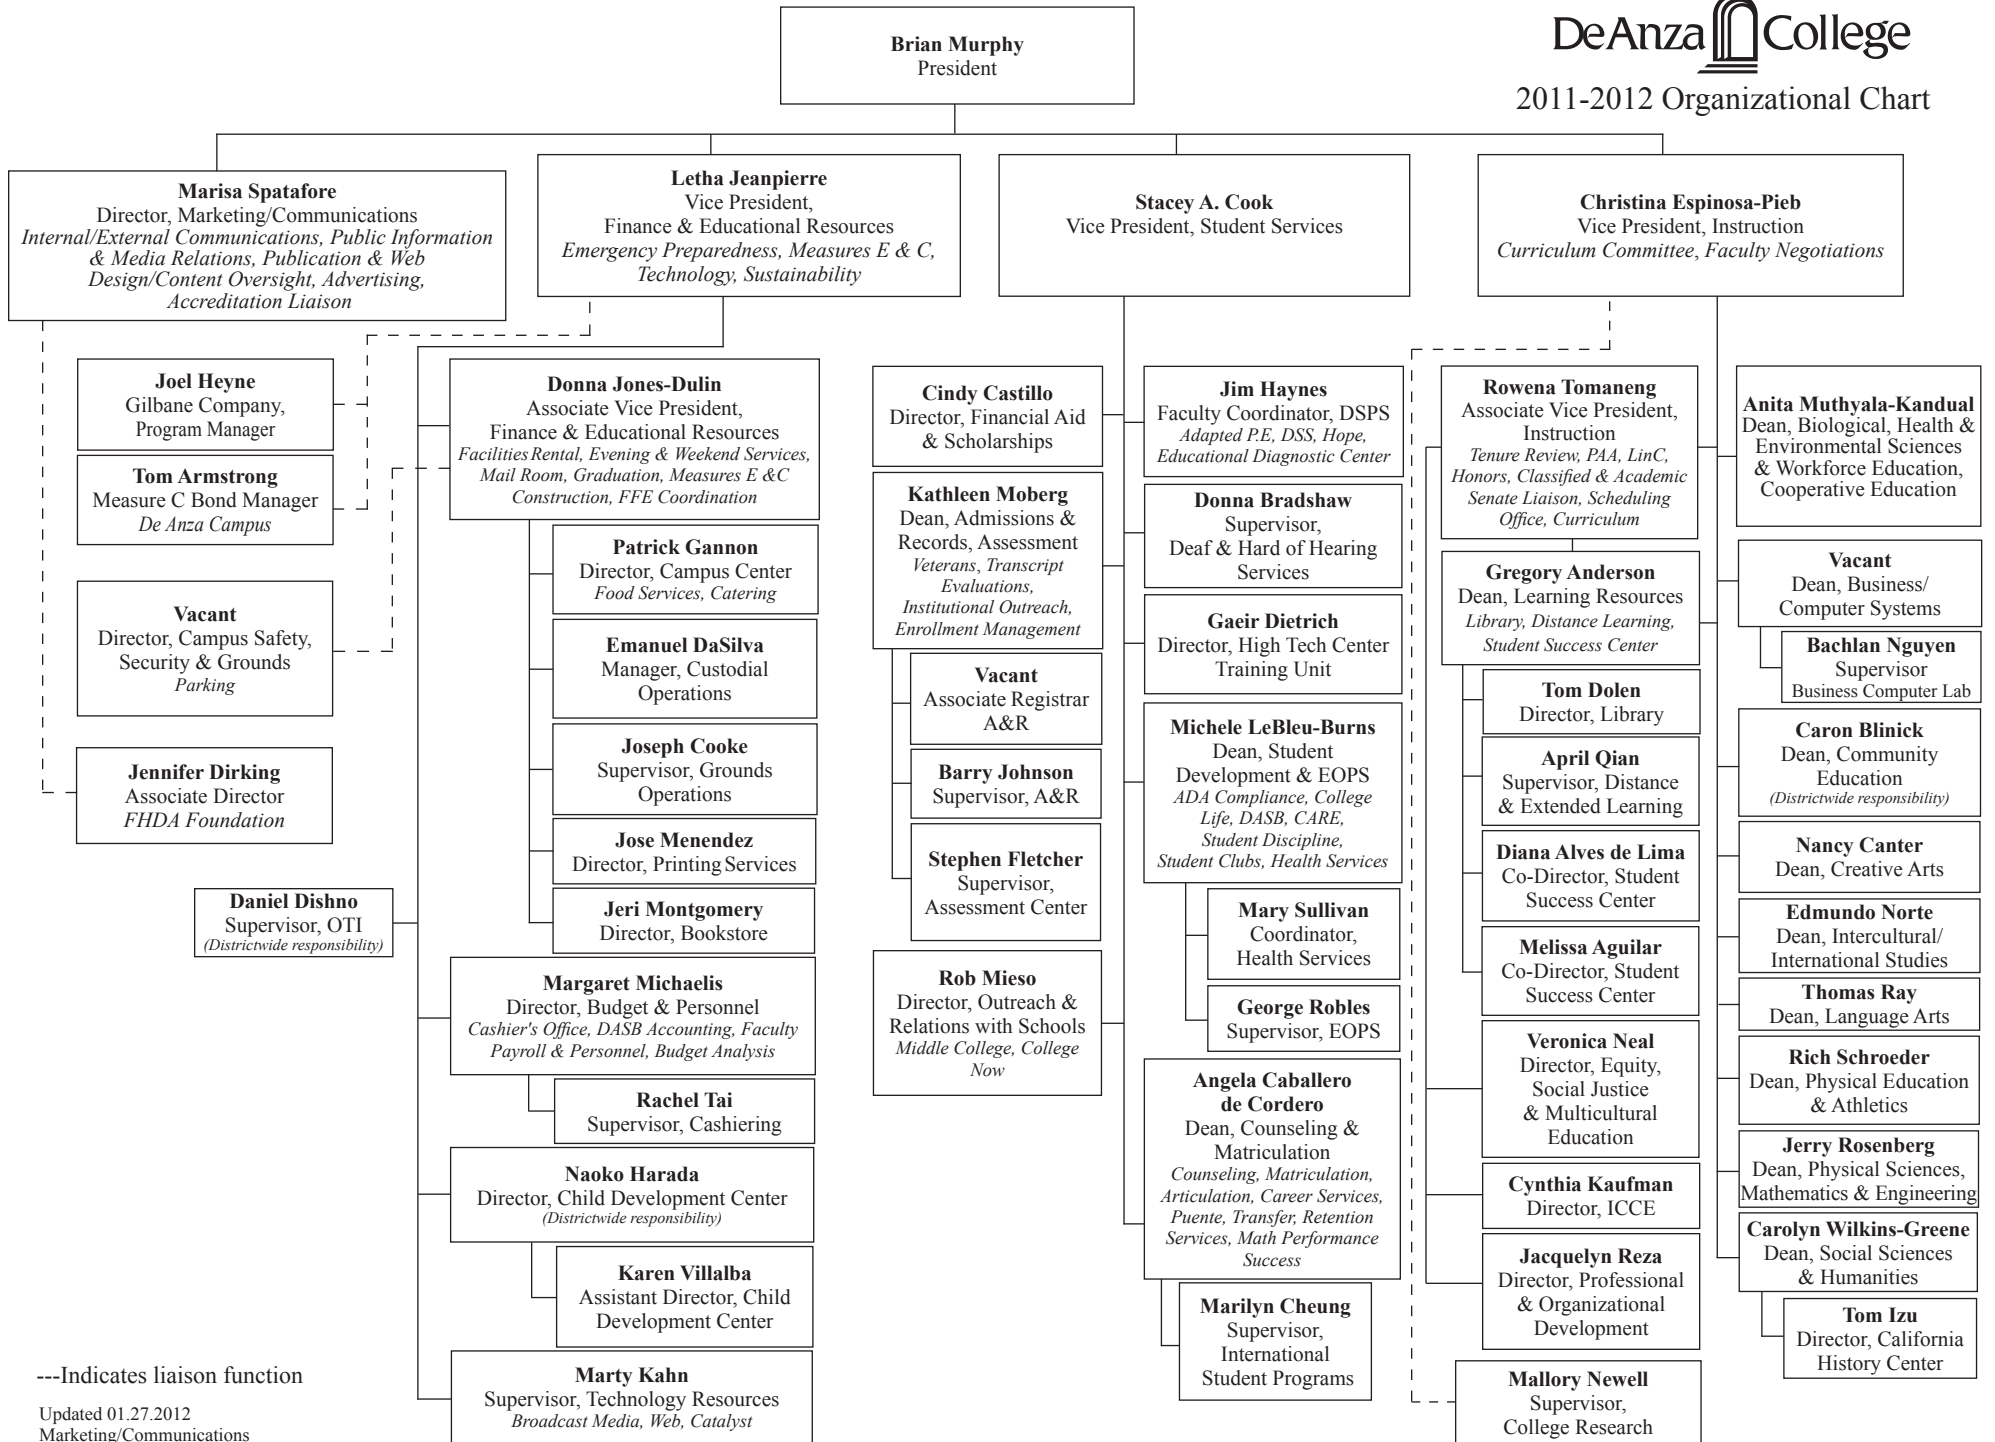 DeAnza College
2011-2012 Organizational Chart
Brian Murphy
President
Marisa Spatafore
Director, Marketing/Communications
Internal/External Communications, Public Information
& Media Relations, Publication & Web
Design/Content Oversight, Advertising,
Accreditation Liaison
Letha Jeanpierre
Vice President,
Finance & Educational Resources
Emergency Preparedness, Measures E & C,
Technology, Sustainability
Stacey A. Cook
Vice President, Student Services
Christina Espinosa-Pieb
Vice President, Instruction
Curriculum Committee, Faculty Negotiations
Joel Heyne
Gilbane Company,
Program Manager
Tom Armstrong
Measure C Bond Manager
De Anza Campus
Vacant
Director, Campus Safety,
Security & Grounds
Parking
Jennifer Dirking
Associate Director
FHDA Foundation
Daniel Dishno
Supervisor, OTI
(Districtwide responsibility)
Donna Jones-Dulin
Associate Vice President,
Finance & Educational Resources
Facilities Rental, Evening & Weekend Services,
Mail Room, Graduation, Measures E &C
Construction, FFE Coordination
Patrick Gannon
Director, Campus Center
Food Services, Catering
Emanuel DaSilva
Manager, Custodial
Operations
Joseph Cooke
Supervisor, Grounds
Operations
Jose Menendez
Director, Printing Services
Jeri Montgomery
Director, Bookstore
Margaret Michaelis
Director, Budget & Personnel
Cashier's Office, DASB Accounting, Faculty
Payroll & Personnel, Budget Analysis
Rachel Tai
Supervisor, Cashiering
Naoko Harada
Director, Child Development Center
(Districtwide responsibility)
Karen Villalba
Assistant Director, Child
Development Center
Marty Kahn
Supervisor, Technology Resources
Broadcast Media, Web, Catalyst
Cindy Castillo
Director, Financial Aid
& Scholarships
Kathleen Moberg
Dean, Admissions &
Records, Assessment
Veterans, Transcript
Evaluations,
Institutional Outreach,
Enrollment Management
Vacant
Associate Registrar
A&R
Barry Johnson
Supervisor, A&R
Stephen Fletcher
Supervisor,
Assessment Center
Rob Mieso
Director, Outreach &
Relations with Schools
Middle College, College
Now
Jim Haynes
Faculty Coordinator, DSPS
Adapted P.E, DSS, Hope,
Educational Diagnostic Center
Donna Bradshaw
Supervisor,
Deaf & Hard of Hearing
Services
Gaeir Dietrich
Director, High Tech Center
Training Unit
Michele LeBleu-Burns
Dean, Student
Development & EOPS
ADA Compliance, College
Life, DASB, CARE,
Student Discipline,
Student Clubs, Health Services
Mary Sullivan
Coordinator,
Health Services
George Robles
Supervisor, EOPS
Angela Caballero
de Cordero
Dean, Counseling &
Matriculation
Counseling, Matriculation,
Articulation, Career Services,
Puente, Transfer, Retention
Services, Math Performance
Success
Marilyn Cheung
Supervisor,
International
Student Programs
Rowena Tomaneng
Associate Vice President,
Instruction
Tenure Review, PAA, LinC,
Honors, Classified & Academic
Senate Liaison, Scheduling
Office, Curriculum
Gregory Anderson
Dean, Learning Resources
Library, Distance Learning,
Student Success Center
Tom Dolen
Director, Library
April Qian
Supervisor, Distance
& Extended Learning
Diana Alves de Lima
Co-Director, Student
Success Center
Melissa Aguilar
Co-Director, Student
Success Center
Veronica Neal
Director, Equity,
Social Justice
& Multicultural
Education
Cynthia Kaufman
Director, ICCE
Jacquelyn Reza
Director, Professional
& Organizational
Development
Mallory Newell
Supervisor,
College Research
Anita Muthyala-Kandual
Dean, Biological, Health &
Environmental Sciences
& Workforce Education,
Cooperative Education
Vacant
Dean, Business/
Computer Systems
Bachlan Nguyen
Supervisor
Business Computer Lab
Caron Blinick
Dean, Community
Education
(Districtwide responsibility)
Nancy Canter
Dean, Creative Arts
Edmundo Norte
Dean, Intercultural/
International Studies
Thomas Ray
Dean, Language Arts
Rich Schroeder
Dean, Physical Education
& Athletics
Jerry Rosenberg
Dean, Physical Sciences,
Mathematics & Engineering
Carolyn Wilkins-Greene
Dean, Social Sciences
& Humanities
Tom Izu
Director, California
History Center
---Indicates liaison function
Updated 01.27.2012
Marketing/Communications